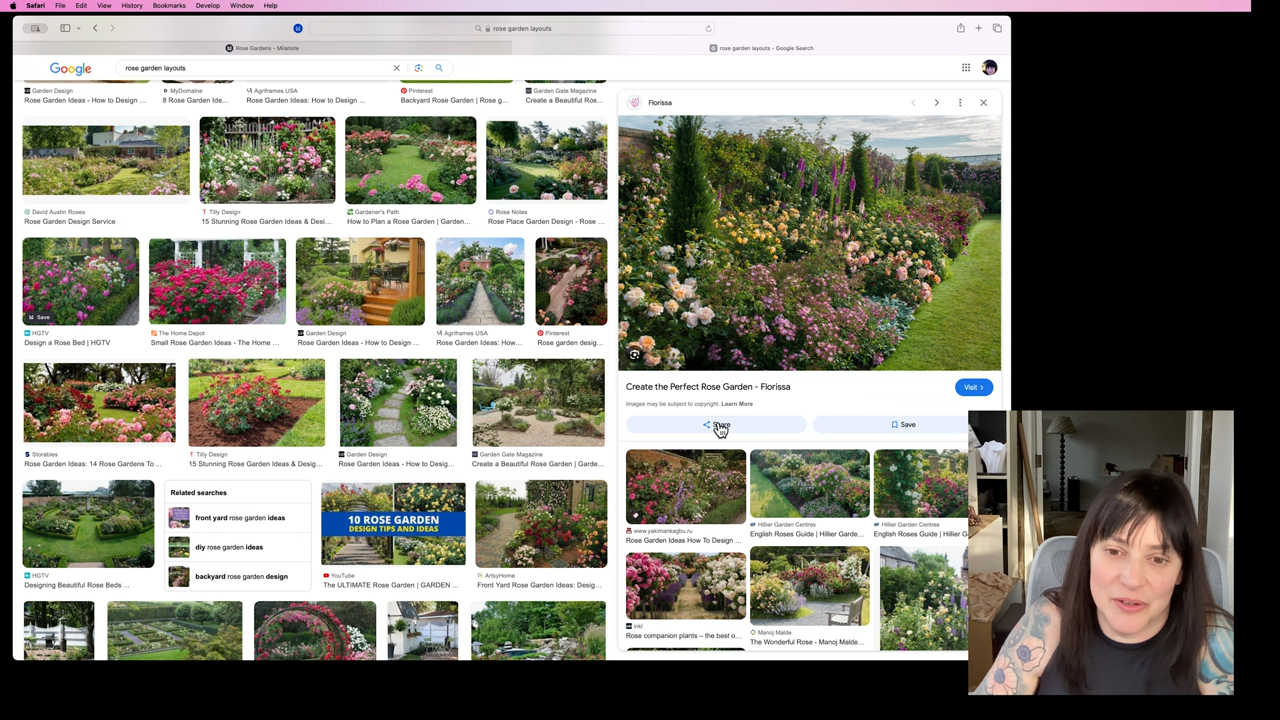 Safari File Edit View History Bookmarks Develop Window Help
rose garden layouts
Rose Gardens - Milanote
rose garden layouts - Google Search
Google
rose garden layouts
Garden Design
Rose Garden Ideas - How to Design ...
MyDomaine
8 Rose Garden Ide...
Agriframes USA
Rose Garden Ideas: How to Design ...
Pinterest
Backyard Rose Garden | Rose g...
Garden Gate Magazine
Create a Beautiful Ros...
David Austin Roses
Rose Garden Design Service
Tilly Design
15 Stunning Rose Garden Ideas & Desi...
Gardener's Path
How to Plan a Rose Garden | Garden...
Rose Notes
Rose Place Garden Design - Rose ...
Save
HGTV
Design a Rose Bed | HGTV
The Home Depot
Small Rose Garden Ideas - The Home ...
Garden Design
Rose Garden Ideas - How to Design ...
Agriframes USA
Rose Garden Ideas: How...
Pinterest
Rose garden desig...
Storables
Rose Garden Ideas: 14 Rose Gardens To ...
Tilly Design
15 Stunning Rose Garden Ideas & Desig...
Garden Design
Rose Garden Ideas - How to Desig...
Garden Gate Magazine
Create a Beautiful Rose Garden | Garde...
HGTV
Designing Beautiful Rose Beds ...
Related searches
front yard rose garden ideas
diy rose garden ideas
backyard rose garden design
10 ROSE GARDEN
DESIGN TIPS AND IDEAS
YouTube
The ULTIMATE Rose Garden | GARDEN ...
ArtsyHome
Front Yard Rose Garden Ideas: Desig...
Florissa
Create the Perfect Rose Garden - Florissa
Visit
Images may be subject to copyright. Learn More
Share
Save
www.yakimankagbu.ru
Rose Garden Ideas How To Design ...
Hillier Garden Centres
English Roses Guide | Hillier Garde...
Hillier Garden Centres
English Roses Guide | Hillier G
inkl
Rose companion plants – the best o...
Manoj Malde
The Wonderful Rose - Manoj Malde...